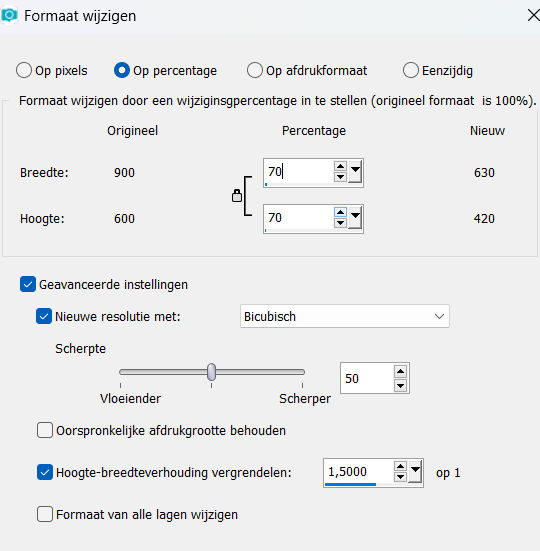 Formaat wijzigen
Op pixels Op percentage Op afdrukformaat Eenzijdig
Formaat wijzigen door een wijziginsgpercentage in te stellen (origineel formaat is 100%).
Origineel Percentage Nieuw
Breedte: 900 70 630
Hoogte: 600 70 420
Geavanceerde instellingen
Nieuwe resolutie met: Bicubisch
Scherpte
50
Vloeiender Scherper
Oorspronkelijke afdrukgrootte behouden
Hoogte-breedteverhouding vergrendelen: 1,5000 op 1
Formaat van alle lagen wijzigen